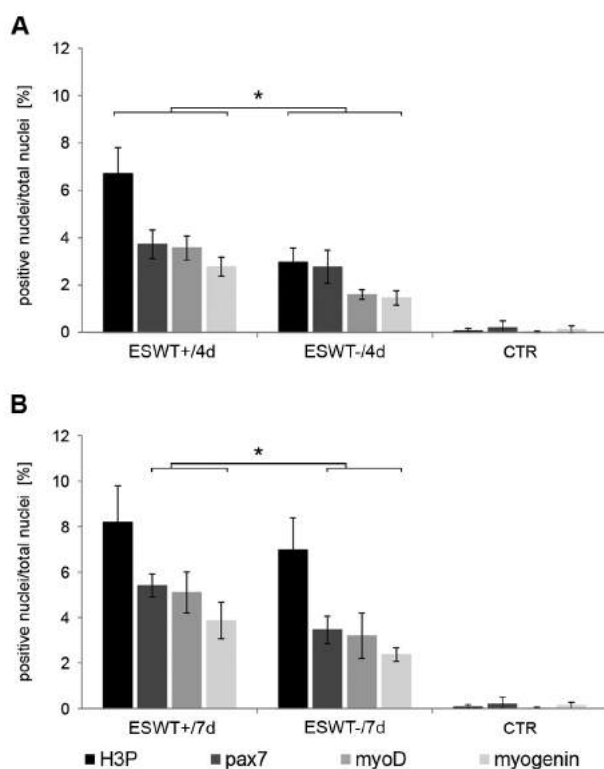 A
positive nuclei/total nuclei [%]
12
10
8
6
4
2
0
*
ESWT+/4d ESWT-/4d CTR
B
positive nuclei/total nuclei [%]
12
10
8
6
4
2
0
*
ESWT+/7d ESWT-/7d CTR
H3P pax7 myoD myogenin